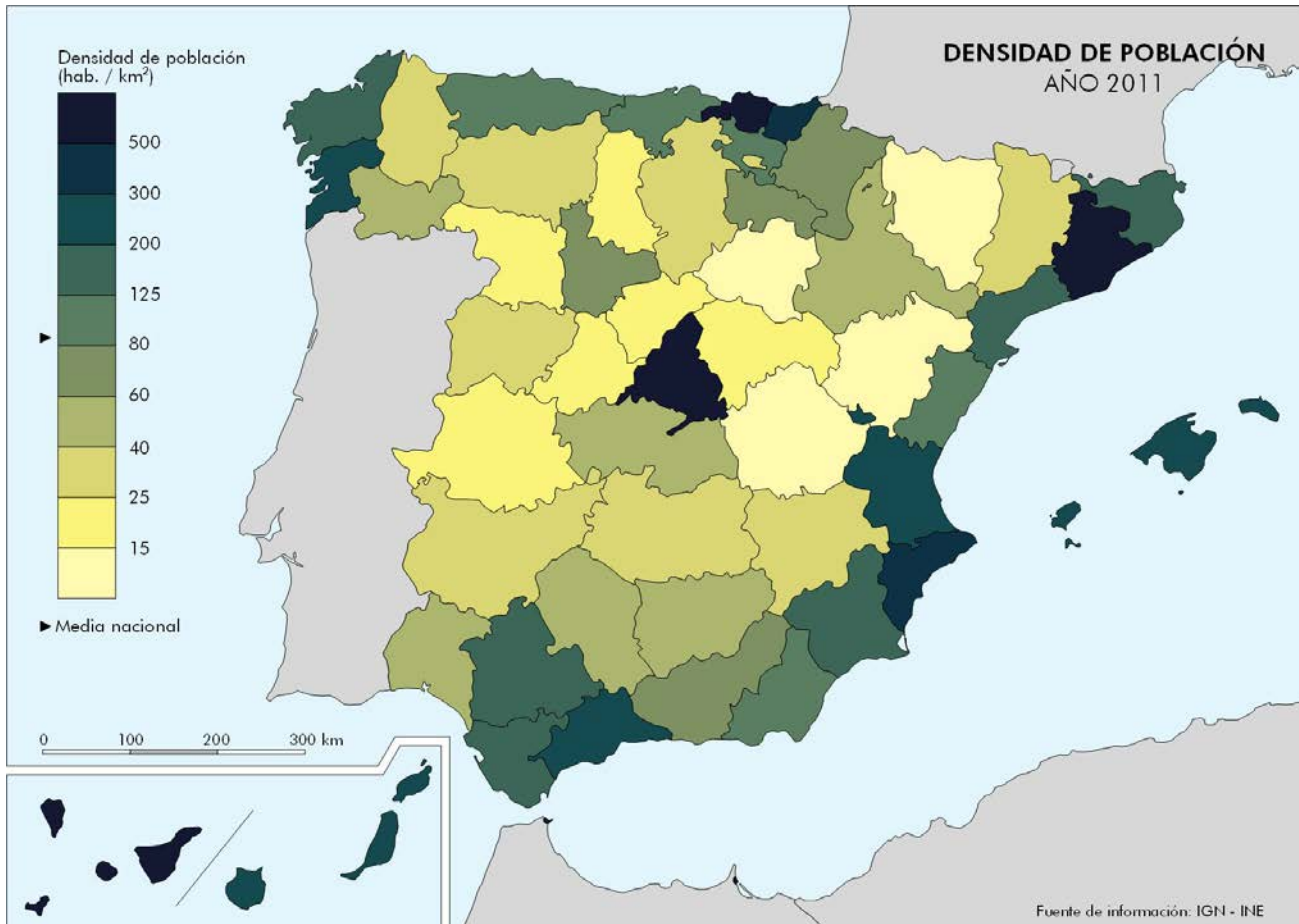 Densidad de población
(hab. / km²)
500
300
200
125
80
60
40
25
15
Media nacional
DENSIDAD DE POBLACIÓN
AÑO 2011
0 100 200 300 km
Fuente de información: IGN - INE